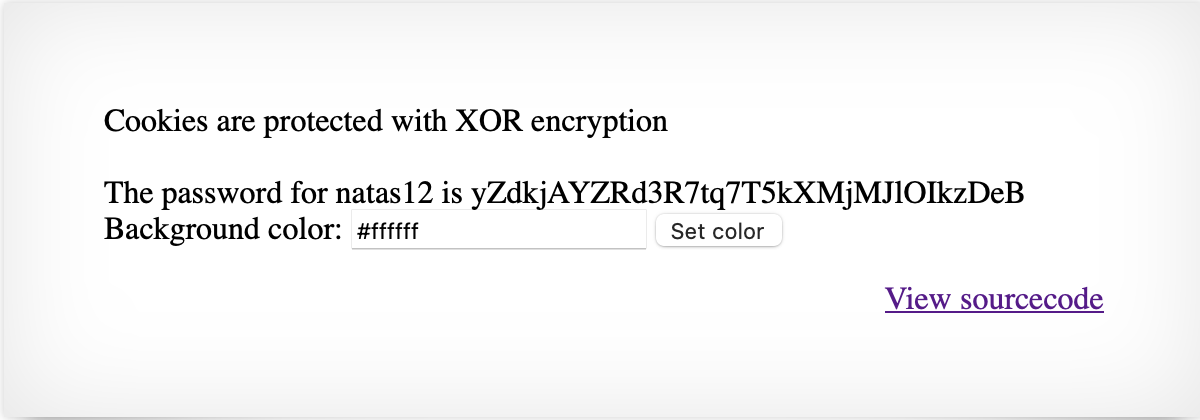 Cookies are protected with XOR encryption
The password for natas12 is yZdkjAYZRd3R7tq7T5kXMjMJlOIkzDeB
Background color: #ffffff Set color
View sourcecode